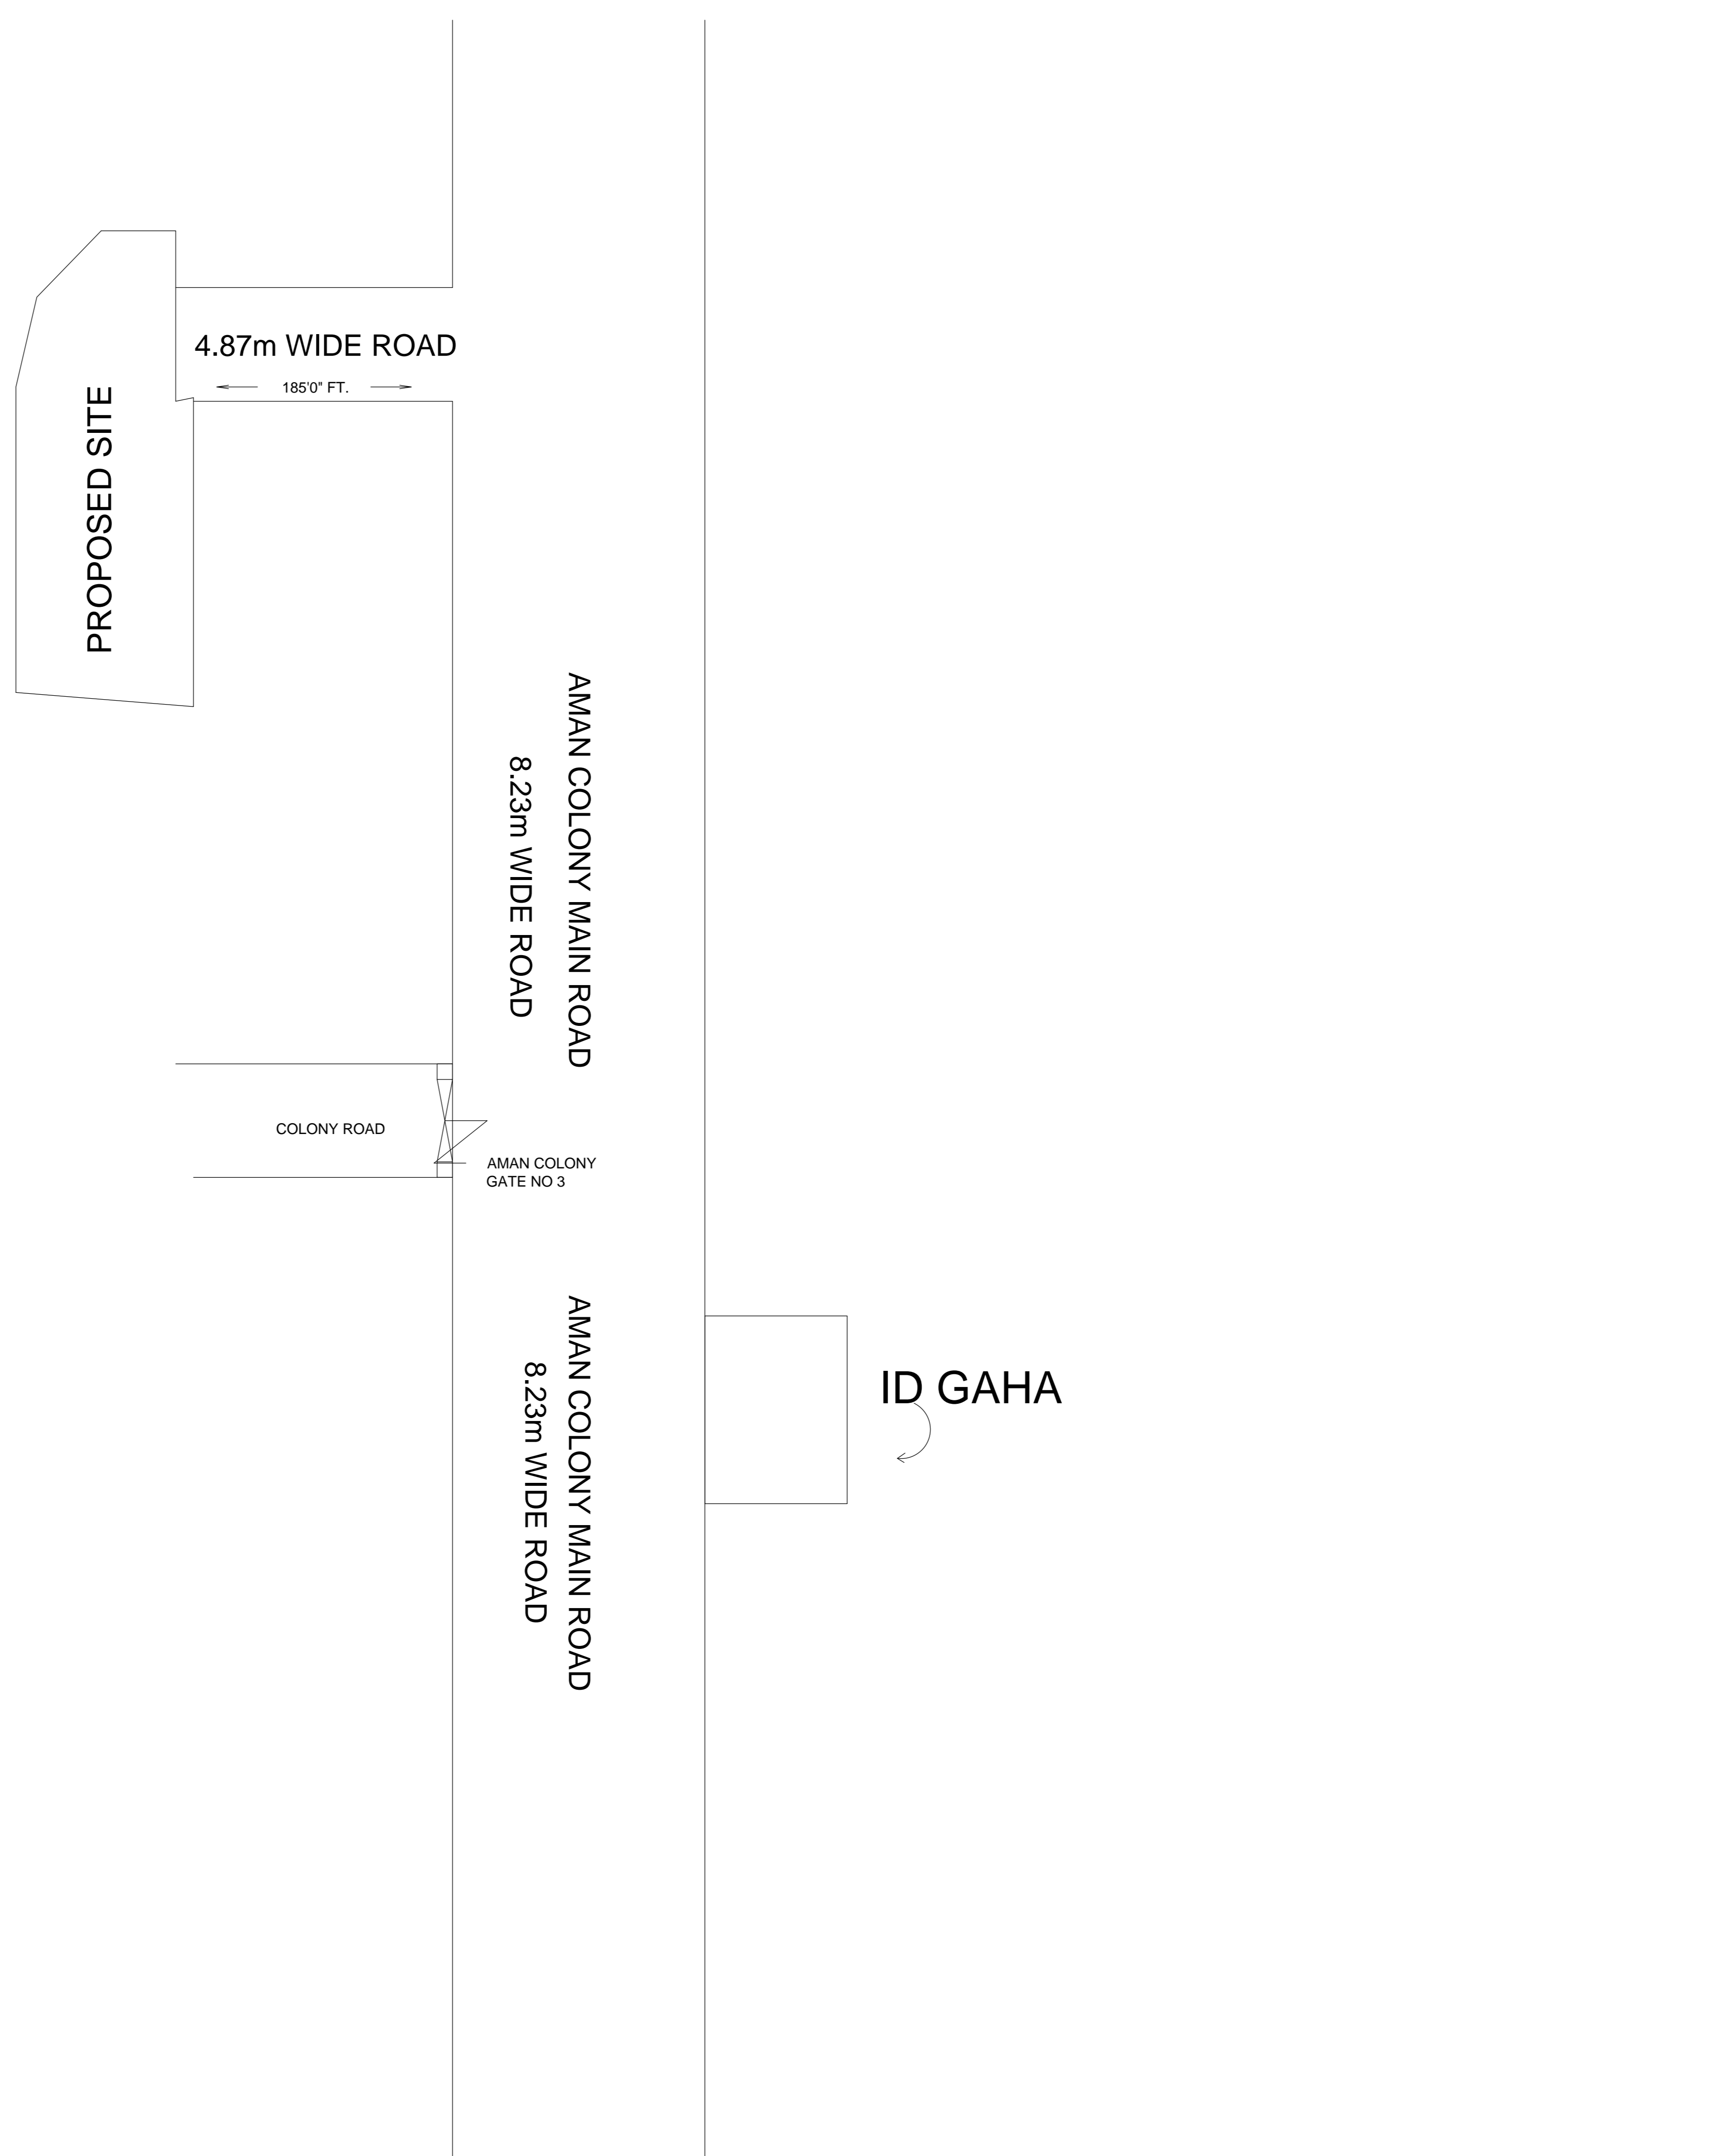 4.87m WIDE ROAD
185'0" FT.
PROPOSED SITE
AMAN COLONY MAIN ROAD
8.23m WIDE ROAD
COLONY ROAD
AMAN COLONY
GATE NO 3
AMAN COLONY MAIN ROAD
8.23m WIDE ROAD
ID GAHA